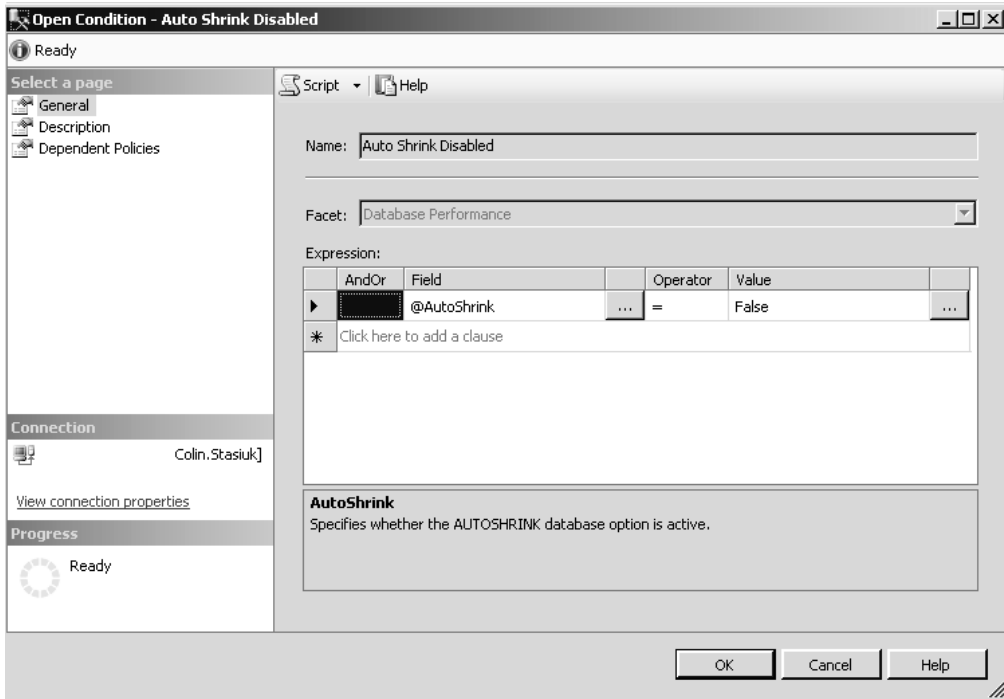 Open Condition - Auto Shrink Disabled
Ready
Select a page
General
Description
Dependent Policies
Script
Help
Name: Auto Shrink Disabled
Facet: Database Performance
Expression:
AndOr Field Operator Value
@AutoShrink ... = False ...
Click here to add a clause
AutoShrink
Specifies whether the AUTOSHRINK database option is active.
Connection
Colin.Stasiuk]
View connection properties
Progress
Ready
OK Cancel Help